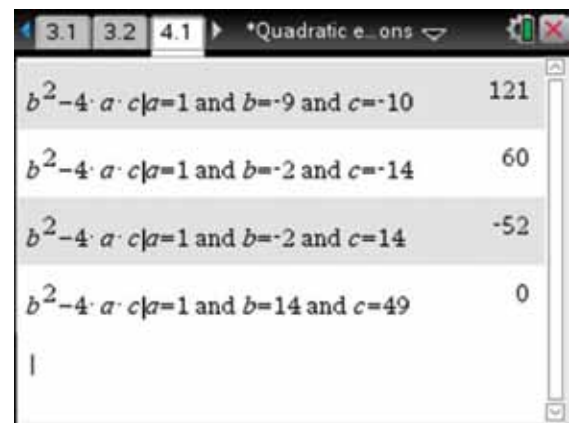 3.1 3.2 4.1 *Quadratic e…ons
b²–4·a·c|a=1 and b=-9 and c=-10 121
b²–4·a·c|a=1 and b=-2 and c=-14 60
b²–4·a·c|a=1 and b=-2 and c=14 -52
b²–4·a·c|a=1 and b=14 and c=49 0